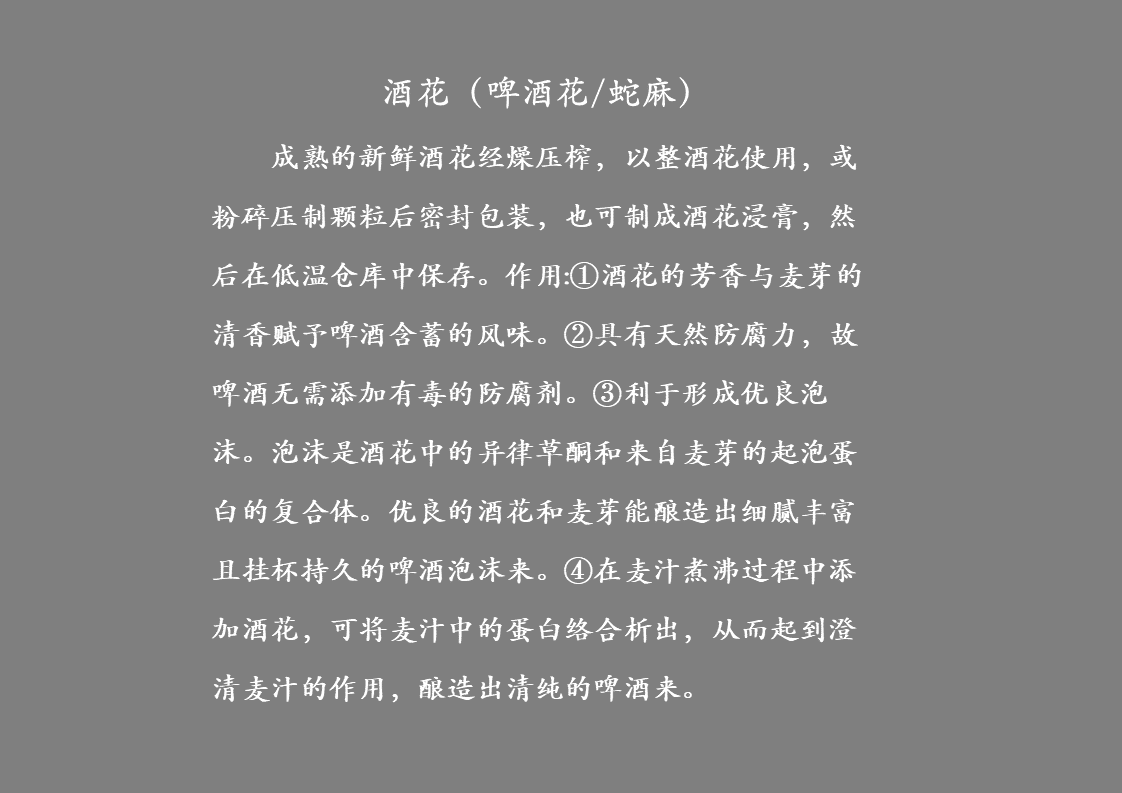 酒花（啤酒花/蛇麻）
成熟的新鲜酒花经燥压榨，以整酒花使用，或
粉碎压制颗粒后密封包装，也可制成酒花浸膏，然
后在低温仓库中保存。作用:①酒花的芳香与麦芽的
清香赋予啤酒含蓄的风味。②具有天然防腐力，故
啤酒无需添加有毒的防腐剂。③利于形成优良泡
沫。泡沫是酒花中的异律草酮和来自麦芽的起泡蛋
白的复合体。优良的酒花和麦芽能酿造出细腻丰富
且挂杯持久的啤酒泡沫来。④在麦汁煮沸过程中添
加酒花，可将麦汁中的蛋白络合析出，从而起到澄
清麦汁的作用，酿造出清纯的啤酒来。